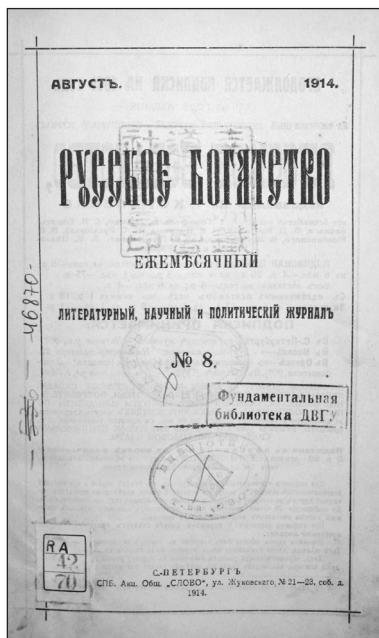 АВГУСТЪ. 1914.
РУССКОЕ БОГАТСТВО
ЕЖЕМѢСЯЧНЫЙ
ЛИТЕРАТУРНЫЙ, НАУЧНЫЙ И ПОЛИТИЧЕСКІЙ ЖУРНАЛЪ
№ 8.
46870
Фундаментальная
библиотека ДВГУ
RA
42
70
С.-ПЕТЕРБУРГЪ
СПБ. Акц. Общ. „СЛОВО", ул. Жуковскаго, № 21—23, соб. д.
1914.